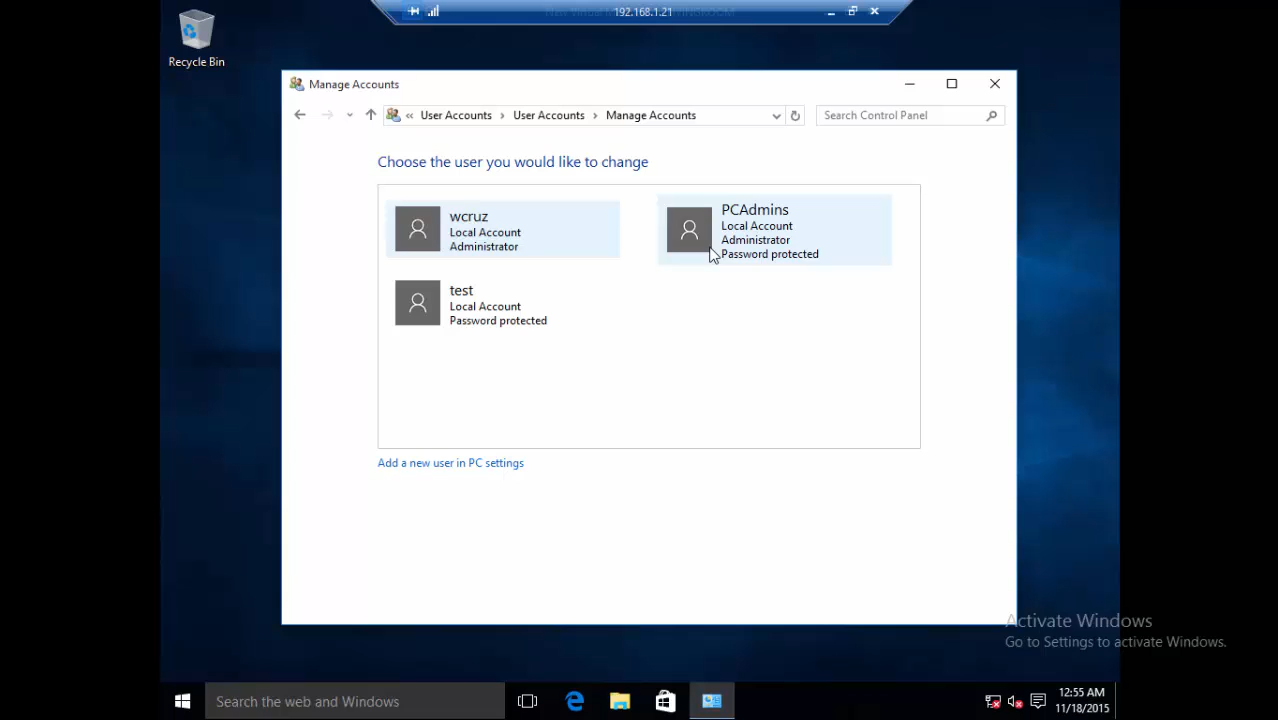 192.168.1.21
Recycle Bin
Manage Accounts
« User Accounts > User Accounts > Manage Accounts
Search Control Panel
Choose the user you would like to change
wcruz
Local Account
Administrator
PCAdmins
Local Account
Administrator
Password protected
test
Local Account
Password protected
Add a new user in PC settings
Activate Windows
Go to Settings to activate Windows.
Search the web and Windows
12:55 AM
11/18/2015